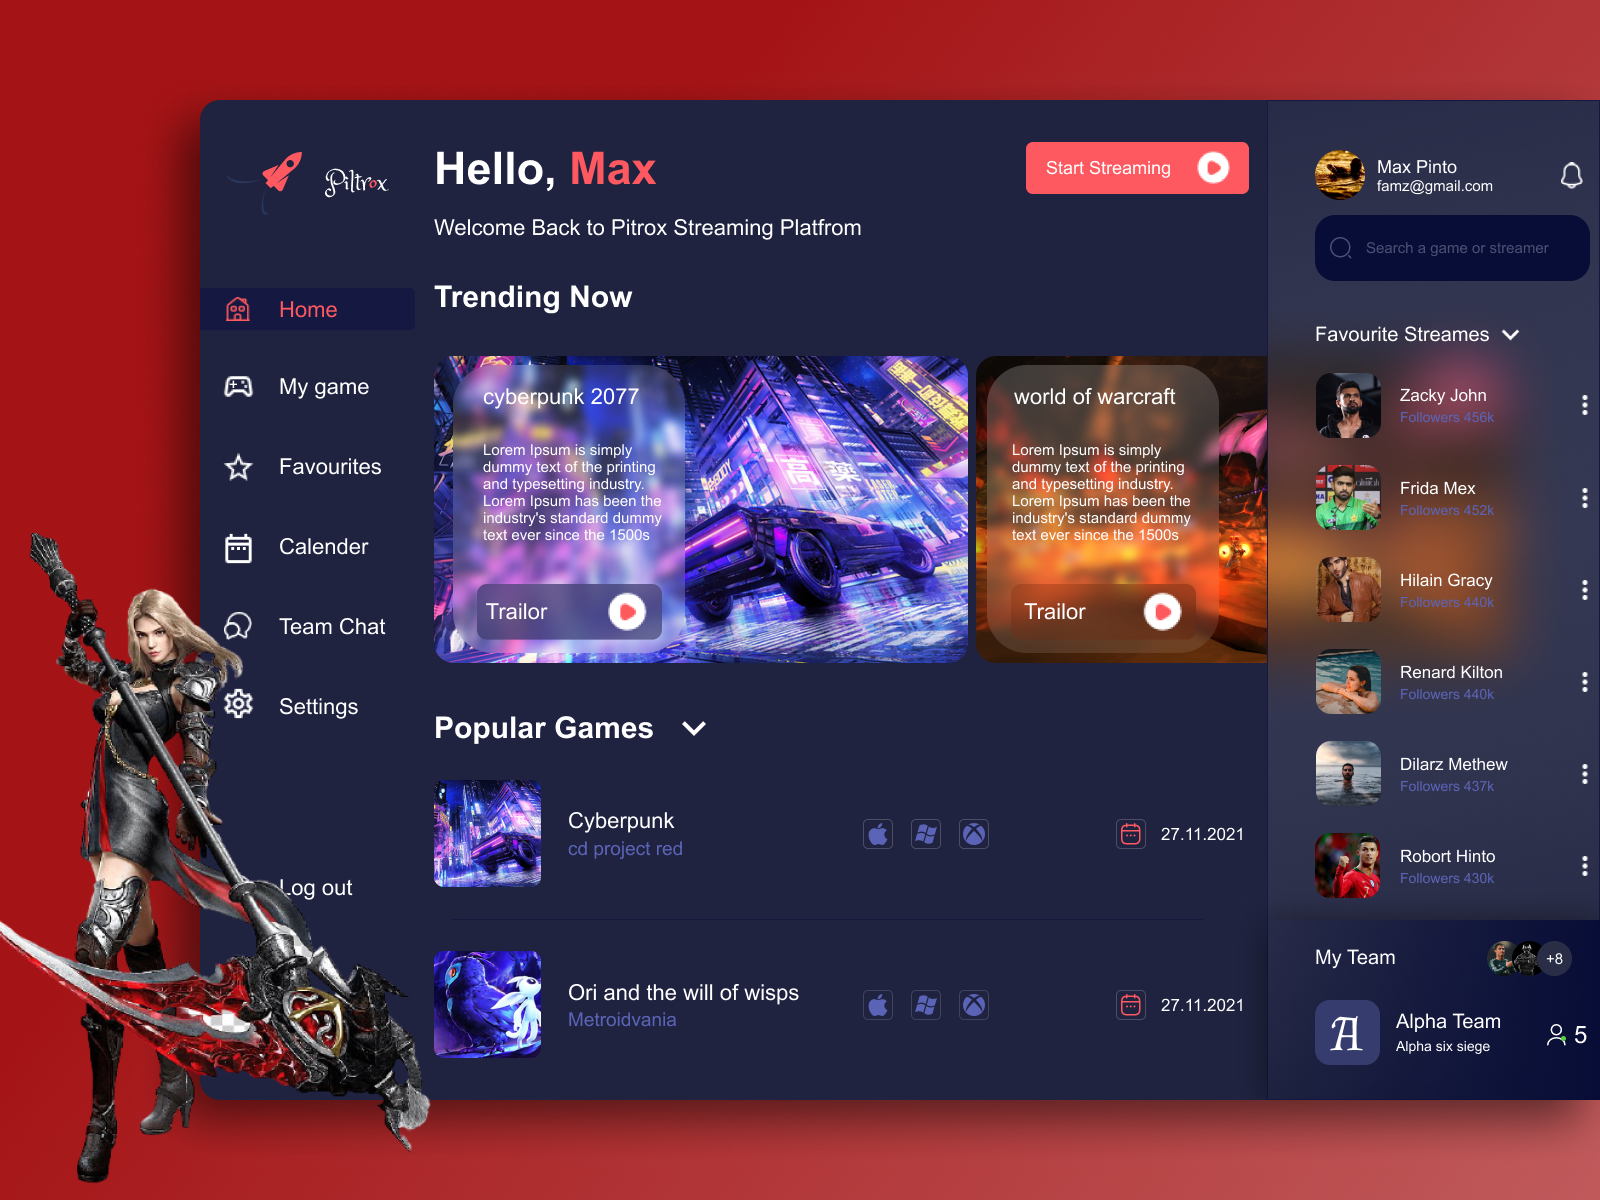 Piltrox
Hello, Max
Welcome Back to Pitrox Streaming Platfrom
Start Streaming
Home
My game
Favourites
Calender
Team Chat
Settings
Log out
Trending Now
cyberpunk 2077
Lorem Ipsum is simply
dummy text of the printing
and typesetting industry.
Lorem Ipsum has been the
industry's standard dummy
text ever since the 1500s
Trailor
world of warcraft
Lorem Ipsum is simply
dummy text of the printing
and typesetting industry.
Lorem Ipsum has been the
industry's standard dummy
text ever since the 1500s
Trailor
Popular Games
Cyberpunk
cd project red
27.11.2021
Ori and the will of wisps
Metroidvania
27.11.2021
Max Pinto
famz@gmail.com
Search a game or streamer
Favourite Streames
Zacky John
Followers 456k
Frida Mex
Followers 452k
Hilain Gracy
Followers 440k
Renard Kilton
Followers 440k
Dilarz Methew
Followers 437k
Robort Hinto
Followers 430k
My Team
+8
A
Alpha Team
Alpha six siege
5